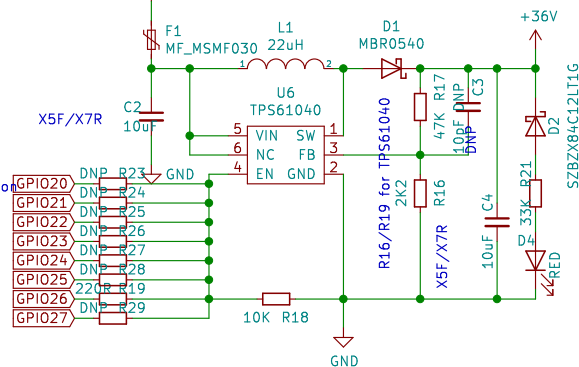 +36V
F1
MF_MSMF030
L1
22uH
1
2
D1
MBR0540
C2
10uF
X5F/X7R
U6
TPS61040
5
VIN
SW
1
6
NC
FB
3
4
EN
GND
2
GND
R17
47K
C3
10pF DNP
DNP
D2
SZBZX84C12LT1G
R16/R19 for TPS61040
2K2
R16
X5F/X7R
C4
10uF
R21
33K
D4
RED
on
GPIO20
DNP R23
GPIO21
DNP R24
GPIO22
DNP R25
GPIO23
DNP R26
GPIO24
DNP R27
GPIO25
DNP R28
GPIO26
220R R19
GPIO27
DNP R29
10K R18
GND